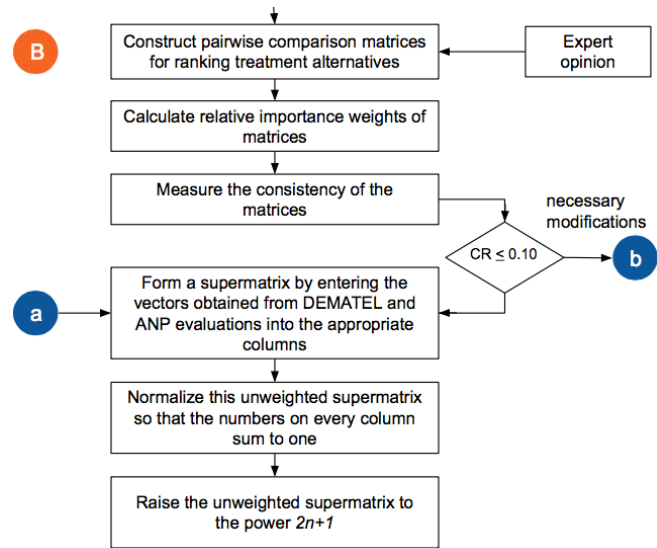 B
Construct pairwise comparison matrices
for ranking treatment alternatives
Expert
opinion
Calculate relative importance weights of
matrices
Measure the consistency of the
matrices
necessary
modifications
CR ≤ 0.10
b
a
Form a supermatrix by entering the
vectors obtained from DEMATEL and
ANP evaluations into the appropriate
columns
Normalize this unweighted supermatrix
so that the numbers on every column
sum to one
Raise the unweighted supermatrix to
the power 2n+1